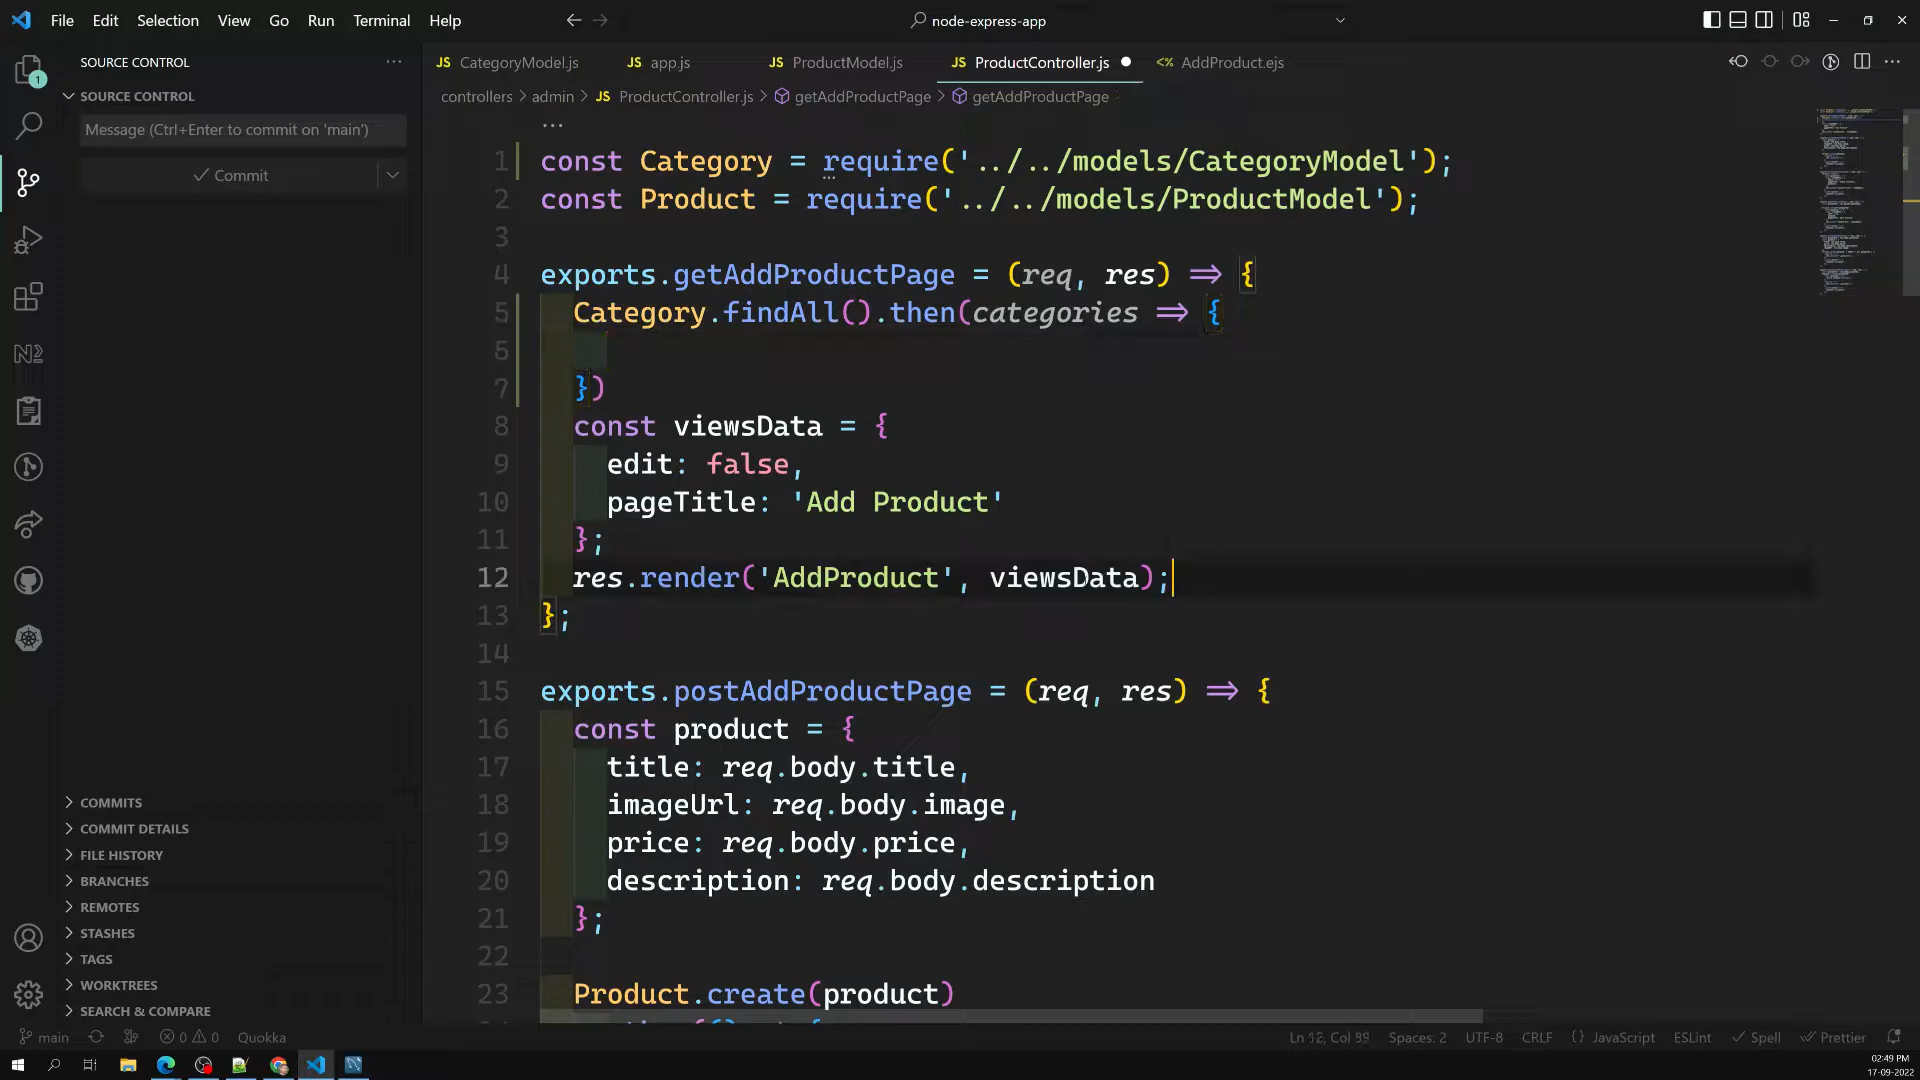 File Edit Selection View Go Run Terminal Help node-express-app
SOURCE CONTROL
CategoryModel.js app.js ProductModel.js ProductController.js AddProduct.ejs
SOURCE CONTROL
controllers > admin > JS ProductController.js > getAddProductPage > getAddProductPage
Message (Ctrl+Enter to commit on 'main')
Commit
1 const Category = require('../../models/CategoryModel');
2 const Product = require('../../models/ProductModel');
3
4 exports.getAddProductPage = (req, res) => {
5 Category.findAll().then(categories => {
5
7 })
8 const viewsData = {
9 edit: false,
10 pageTitle: 'Add Product'
11 };
12 res.render('AddProduct', viewsData);
13 };
14
15 exports.postAddProductPage = (req, res) => {
16 const product = {
17 title: req.body.title,
18 imageUrl: req.body.image,
19 price: req.body.price,
20 description: req.body.description
21 };
22
23 Product.create(product)
COMMITS
COMMIT DETAILS
FILE HISTORY
BRANCHES
REMOTES
STASHES
TAGS
WORKTREES
SEARCH & COMPARE
main 0 0 Quokka Spaces: 2 UTF-8 CRLF {} JavaScript ESLint Spell Prettier
02:49 PM
17-09-2022